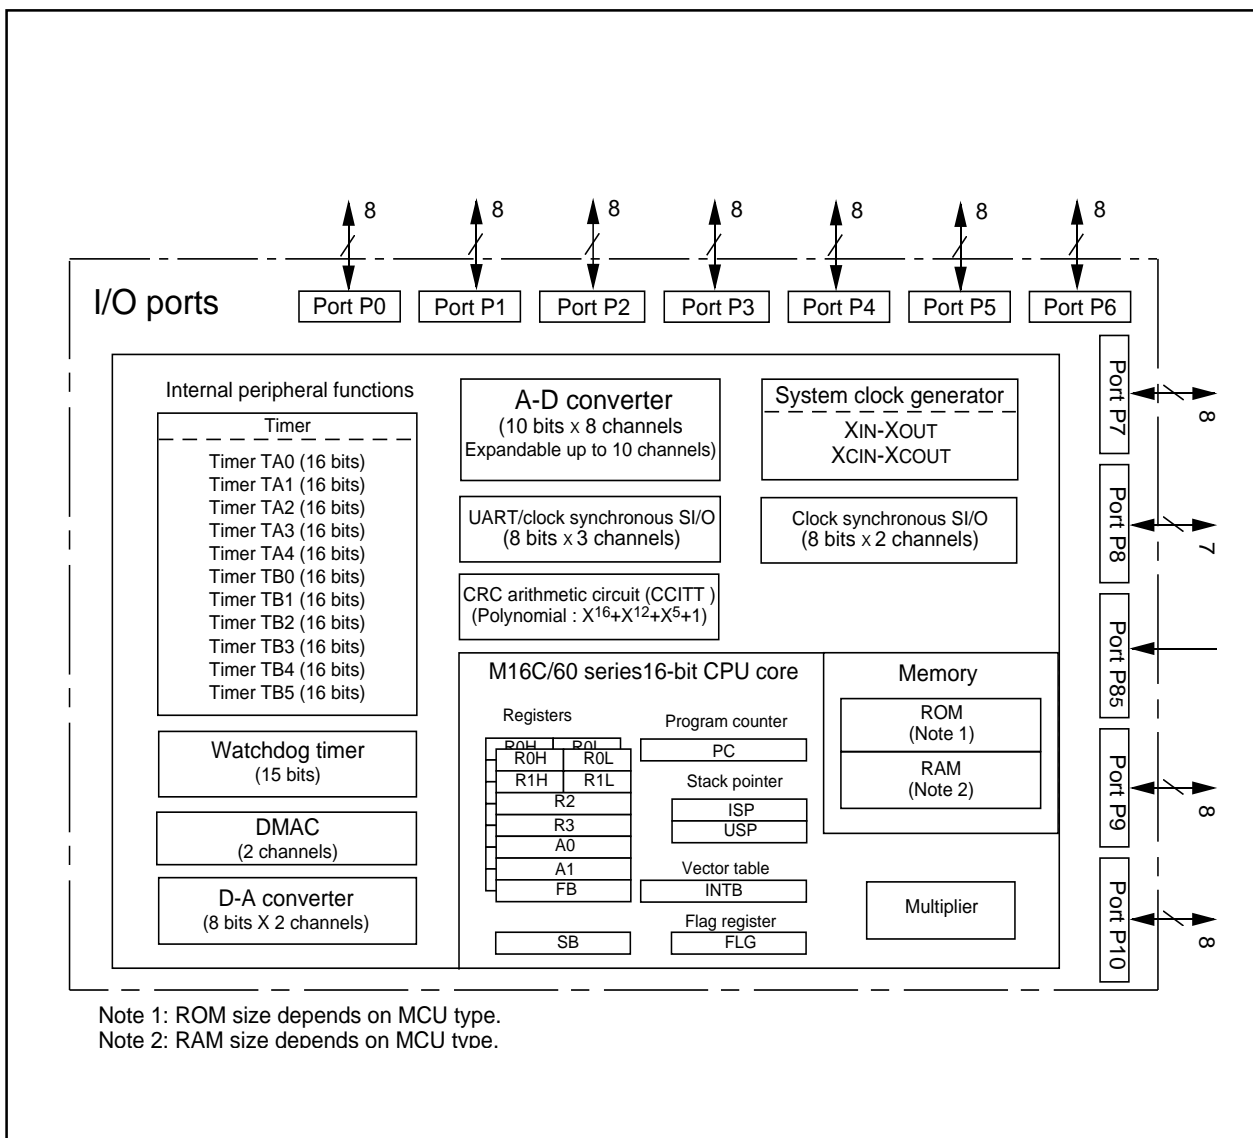 8 8 8 8 8 8 8
I/O ports
Port P0 Port P1 Port P2 Port P3 Port P4 Port P5 Port P6
Port P7
8
Port P8
7
Port P85
Port P9
8
Port P10
8
Internal peripheral functions
Timer
Timer TA0 (16 bits)
Timer TA1 (16 bits)
Timer TA2 (16 bits)
Timer TA3 (16 bits)
Timer TA4 (16 bits)
Timer TB0 (16 bits)
Timer TB1 (16 bits)
Timer TB2 (16 bits)
Timer TB3 (16 bits)
Timer TB4 (16 bits)
Timer TB5 (16 bits)
Watchdog timer
(15 bits)
DMAC
(2 channels)
D-A converter
(8 bits X 2 channels)
A-D converter
(10 bits x 8 channels
Expandable up to 10 channels)
UART/clock synchronous SI/O
(8 bits x 3 channels)
CRC arithmetic circuit (CCITT )
(Polynomial : X16+X12+X5+1)
System clock generator
XIN-XOUT
XCIN-XCOUT
Clock synchronous SI/O
(8 bits x 2 channels)
M16C/60 series16-bit CPU core
Registers
R0H R0L
R0H R0L
R1H R1L
R2
R3
A0
A1
FB
SB
Program counter
PC
Stack pointer
ISP
USP
Vector table
INTB
Flag register
FLG
Memory
ROM
(Note 1)
RAM
(Note 2)
Multiplier
Note 1: ROM size depends on MCU type.
Note 2: RAM size depends on MCU type.